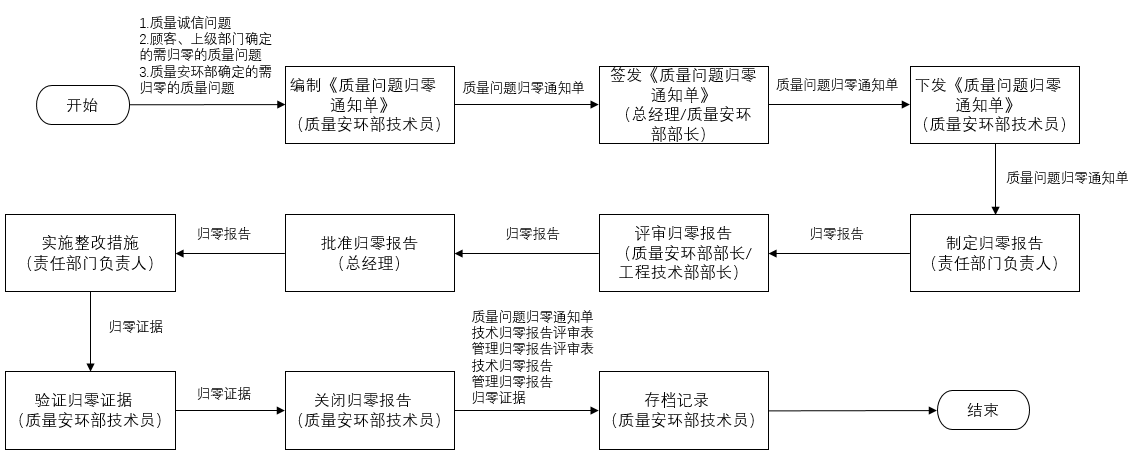 1.质量诚信问题
2.顾客、上级部门确定
的需归零的质量问题
3.质量安环部确定的需
归零的质量问题
开始
编制《质量问题归零
通知单》
（质量安环部技术员）
质量问题归零通知单
签发《质量问题归零
通知单》
（总经理/质量安环
部部长）
质量问题归零通知单
下发《质量问题归零
通知单》
（质量安环部技术员）
质量问题归零通知单
制定归零报告
（责任部门负责人）
归零报告
评审归零报告
（质量安环部部长/
工程技术部部长）
归零报告
批准归零报告
（总经理）
归零报告
实施整改措施
（责任部门负责人）
归零证据
验证归零证据
（质量安环部技术员）
归零证据
关闭归零报告
（质量安环部技术员）
质量问题归零通知单
技术归零报告评审表
管理归零报告评审表
技术归零报告
管理归零报告
归零证据
存档记录
（质量安环部技术员）
结束